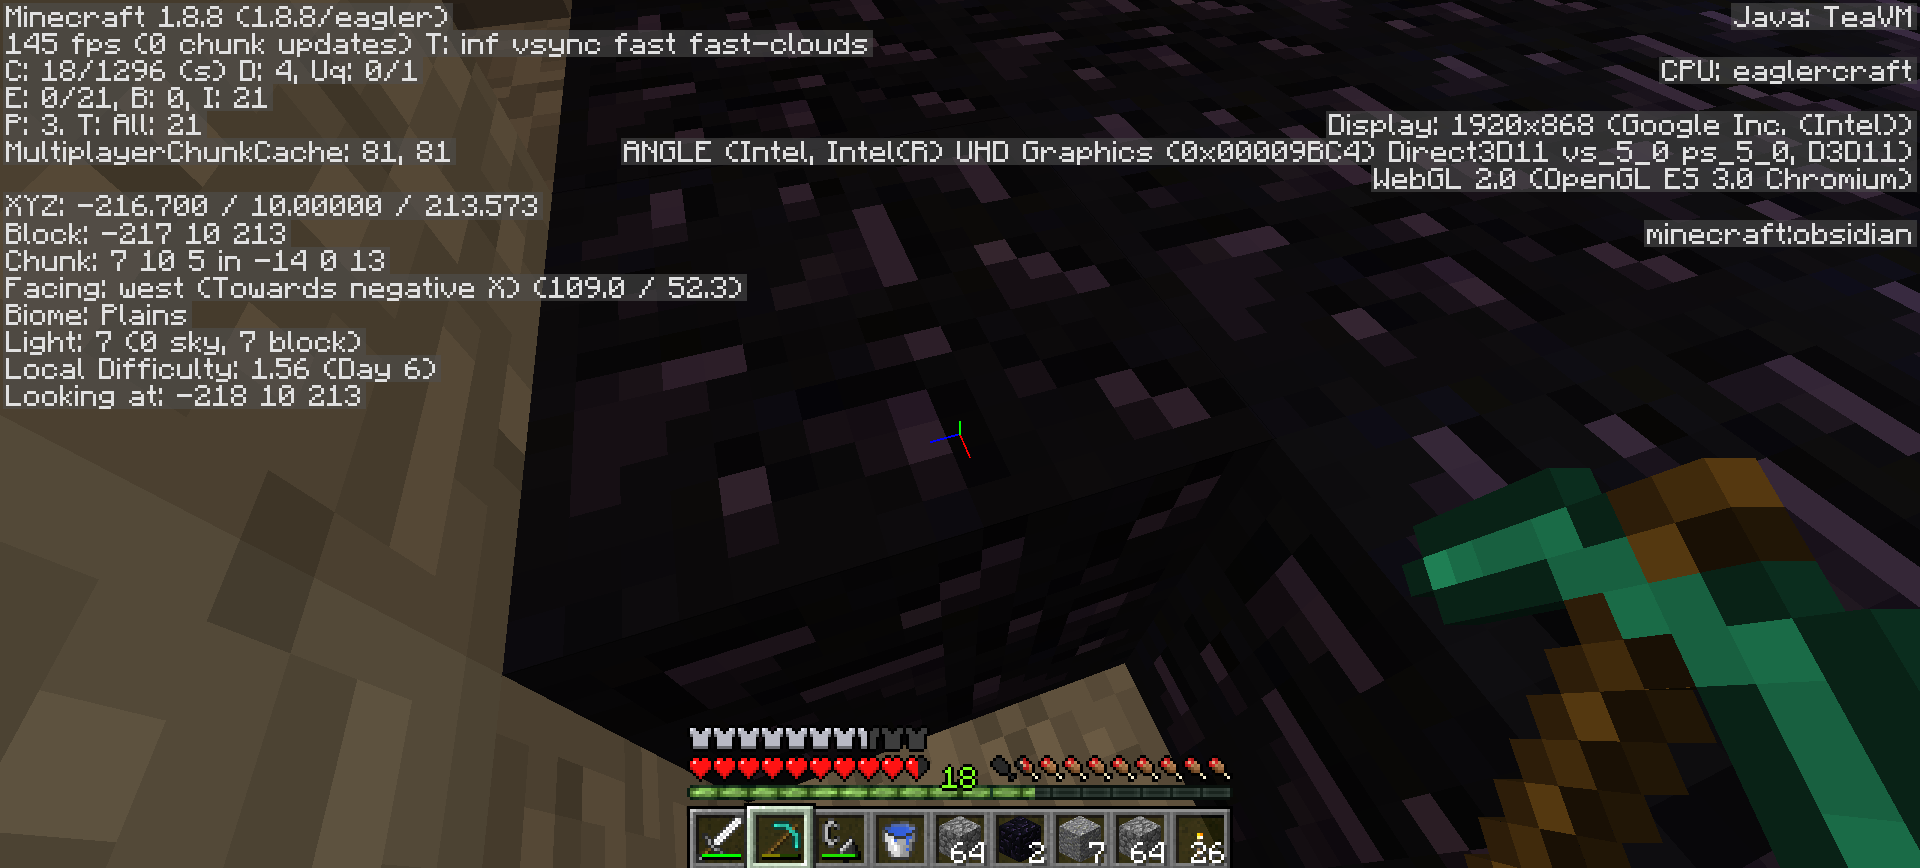 Minecraft 1.8.8 (1.8.8/eagler)
145 fps (0 chunk updates) T: inf vsync fast fast-clouds
C: 18/1296 (s) D: 4, Uq: 0/1
E: 0/21, B: 0, I: 21
P: 3. T: All: 21
MultiplayerChunkCache: 81, 81
XYZ: -216.700 / 10.00000 / 213.573
Block: -217 10 213
Chunk: 7 10 5 in -14 0 13
Facing: west (Towards negative X) (109.0 / 52.3)
Biome: Plains
Light: 7 (0 sky, 7 block)
Local Difficulty: 1.56 (Day 6)
Looking at: -218 10 213
Java: TeaVM
CPU: eaglercraft
Display: 1920x868 (Google Inc. (Intel))
ANGLE (Intel, Intel(R) UHD Graphics (0x00009BC4) Direct3D11 vs_5_0 ps_5_0, D3D11)
WebGL 2.0 (OpenGL ES 3.0 Chromium)
minecraft:obsidian
18
64 2 7 64 26